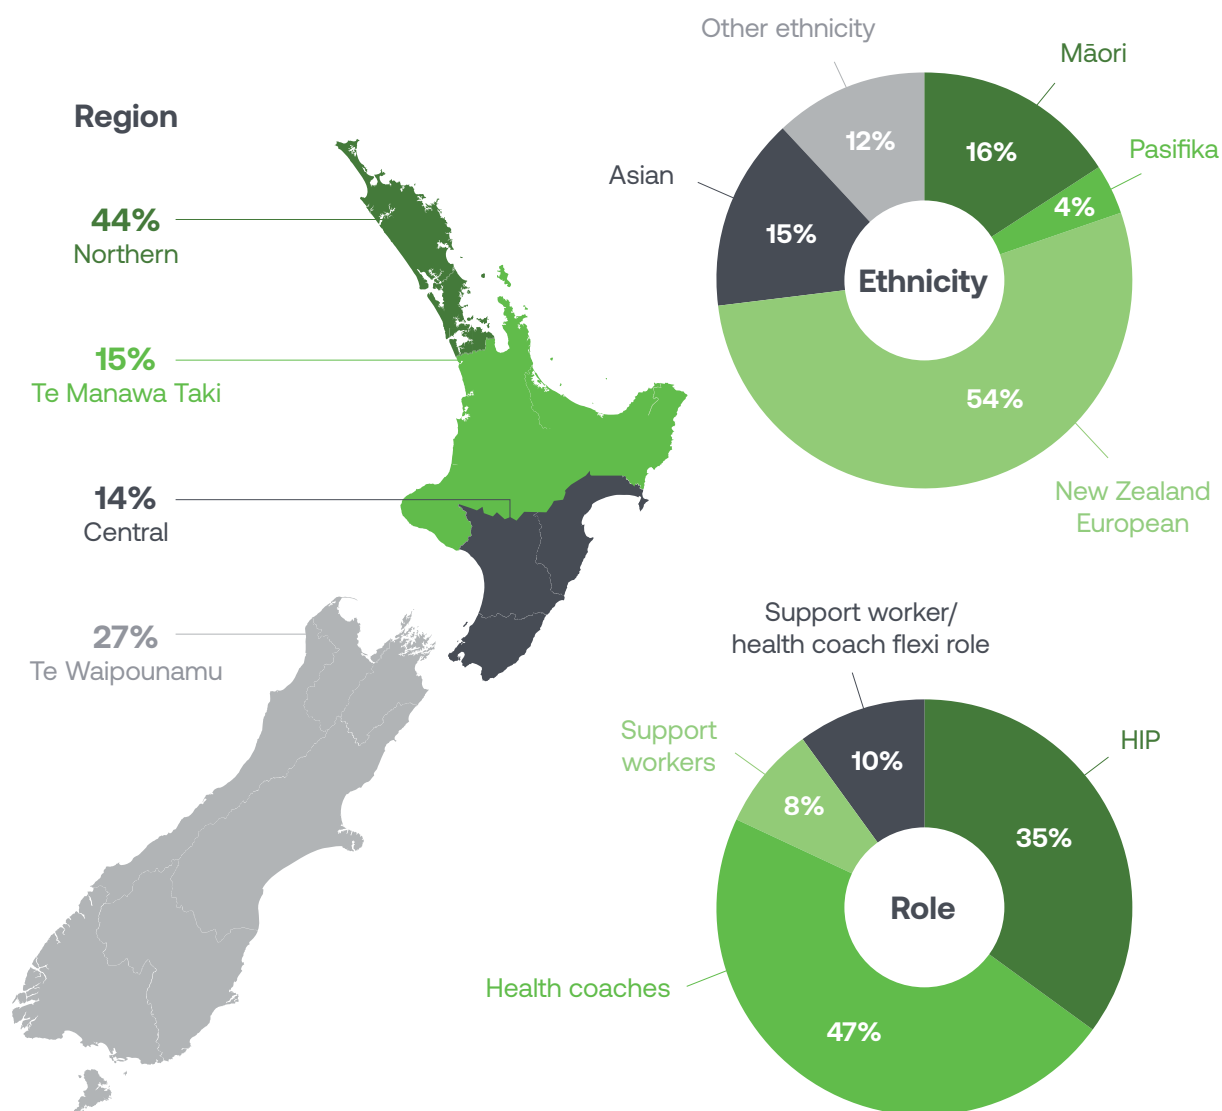 Region
44%
Northern
15%
Te Manawa Taki
14%
Central
27%
Te Waipounamu
Other ethnicity
Māori
Pasifika
Asian
12%
16%
4%
15%
Ethnicity
54%
New Zealand
European
Support worker/
health coach flexi role
Support
workers
HIP
10%
8%
35%
Role
Health coaches
47%